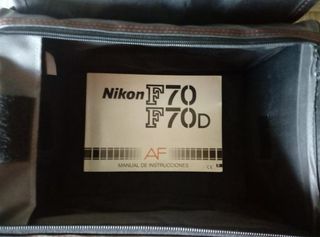 Nikon F70
F70D
AF
MANUAL DE INSTRUCCIONES
CE